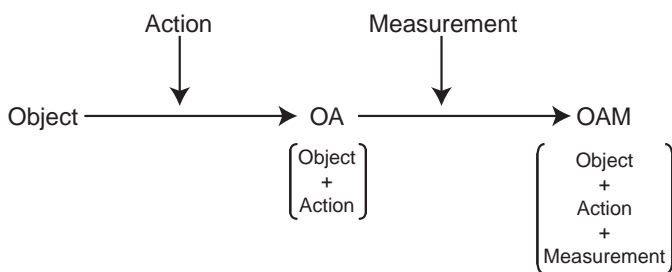 Action Measurement
Object OA OAM
Object
+
Action
Object
+
Action
+
Measurement